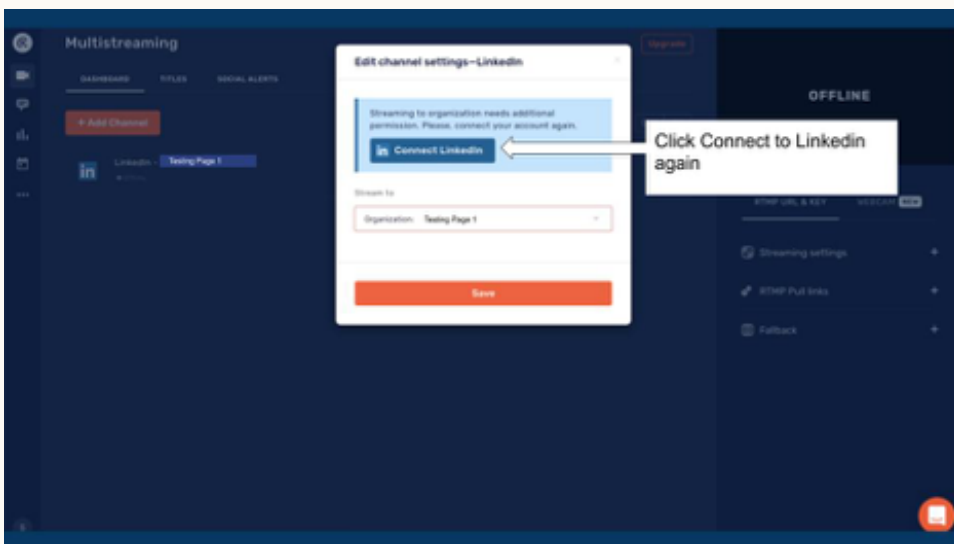 Multistreaming
Upgrade
DASHBOARD TITLES SOCIAL ALERTS
+ Add Channel
LinkedIn - Testing Page 1
Edit channel settings—LinkedIn
Streaming to organization needs additional
permission. Please, connect your account again.
in Connect LinkedIn
Stream to
Organization: Testing Page 1
Save
Click Connect to Linkedin
again
OFFLINE
RTMP URL & KEY WEBCAM NEW
Streaming settings
RTMP Pull links
Fallback